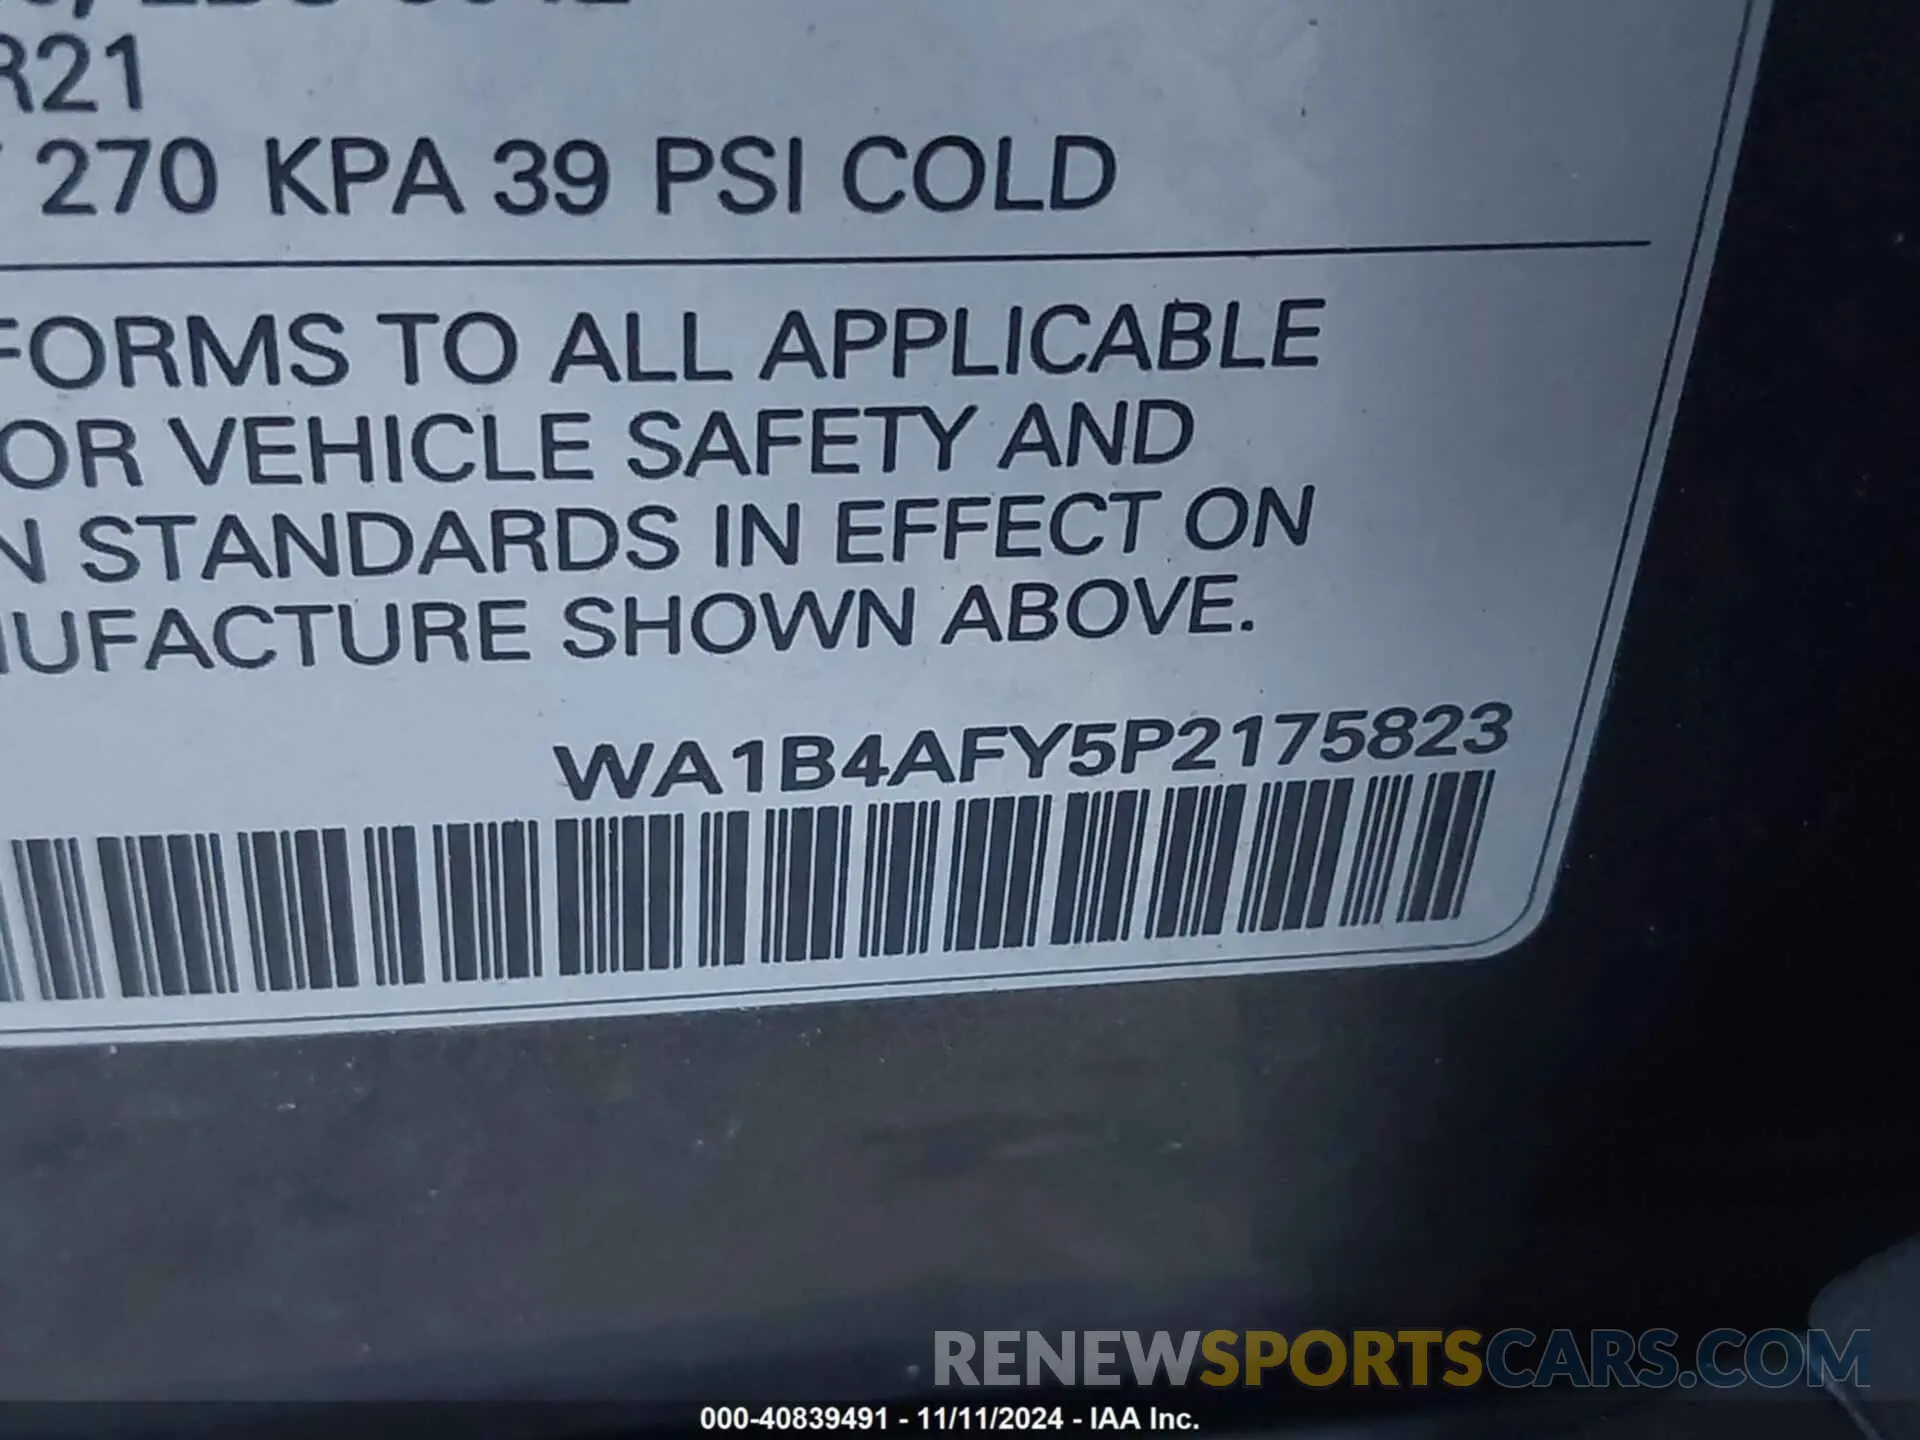 R21
270 KPA 39 PSI COLD
FORMS TO ALL APPLICABLE
OR VEHICLE SAFETY AND
N STANDARDS IN EFFECT ON
NUFACTURE SHOWN ABOVE.
WA1B4AFY5P2175823
RENEWSPORTSCARS.COM
000-40839491 - 11/11/2024 - IAA Inc.